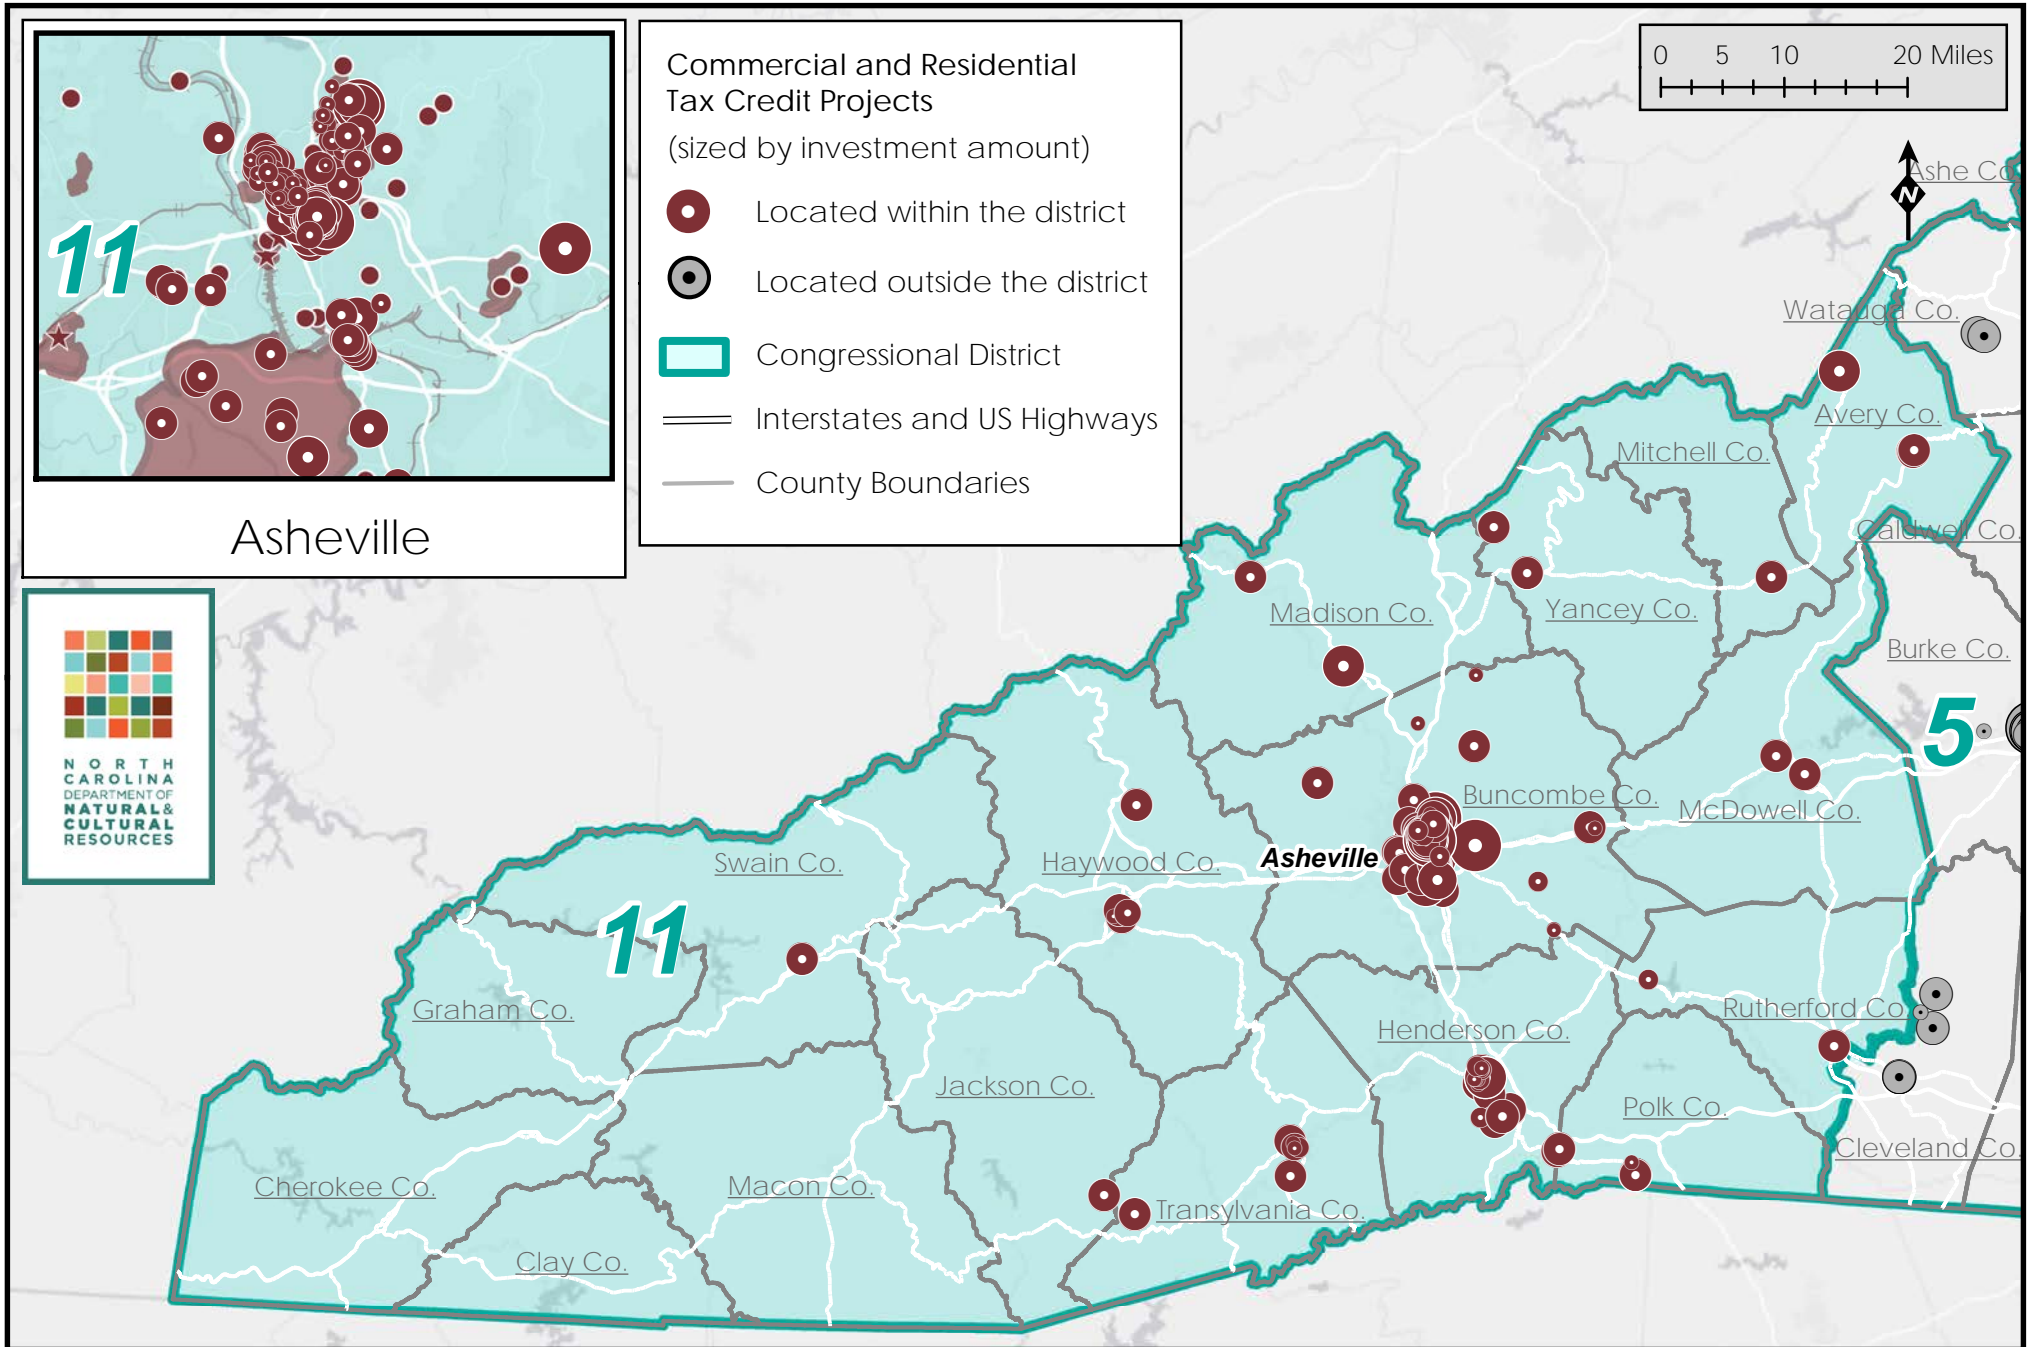 11
Asheville
Commercial and Residential
Tax Credit Projects
(sized by investment amount)
Located within the district
Located outside the district
Congressional District
Interstates and US Highways
County Boundaries
0 5 10 20 Miles
N
NORTH
CAROLINA
DEPARTMENT OF
NATURAL &
CULTURAL
RESOURCES
Ashe Co
Watauga Co.
Avery Co.
Mitchell Co.
Caldwell Co.
Madison Co.
Yancey Co.
Burke Co.
5
Buncombe Co.
McDowell Co.
Swain Co.
Haywood Co.
Asheville
11
Graham Co.
Rutherford Co.
Henderson Co.
Jackson Co.
Polk Co.
Cleveland Co.
Cherokee Co.
Macon Co.
Transylvania Co.
Clay Co.